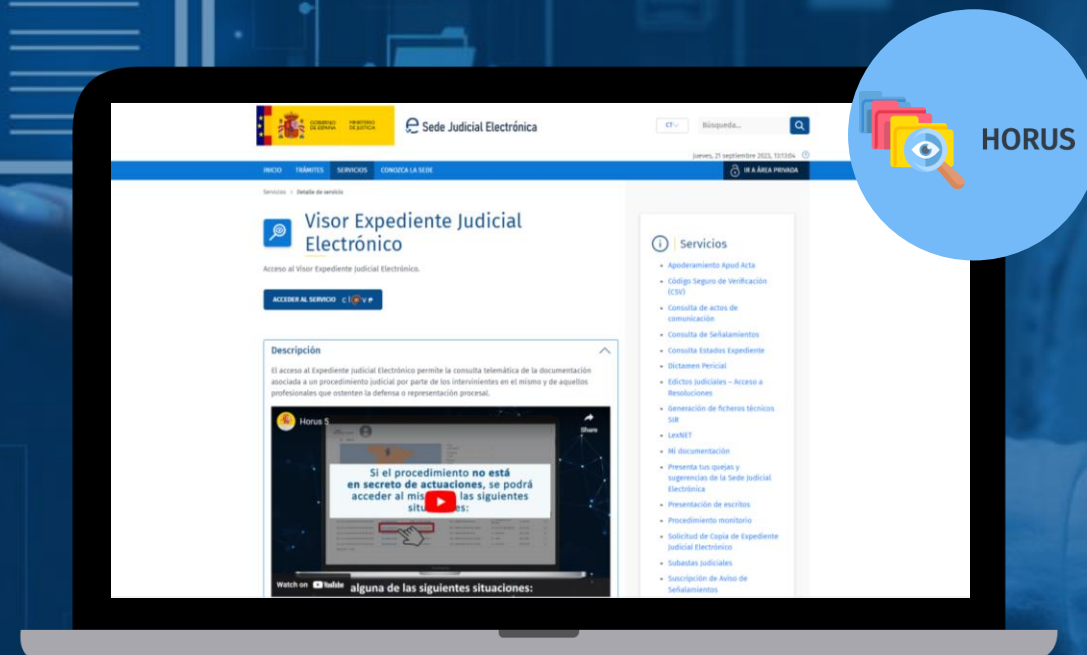 GOBIERNO DE ESPAÑA
MINISTERIO DE JUSTICIA
Sede Judicial Electrónica
Búsqueda...
jueves, 21 septiembre 2023, 13:13:04
HORUS
INICIO TRÁMITES SERVICIOS CONOZCA LA SEDE
IR A ÁREA PRIVADA
Servicios > Detalle de servicio
Visor Expediente Judicial
Electrónico
Acceso al Visor Expediente Judicial Electrónico.
ACCEDER AL SERVICIO cl@ve
Descripción
El acceso al Expediente Judicial Electrónico permite la consulta telemática de la documentación
asociada a un procedimiento judicial por parte de los intervinientes en el mismo y de aquellos
profesionales que ostenten la defensa o representación procesal.
Horus 5
Share
Si el procedimiento no está
en secreto de actuaciones, se podrá
acceder al las siguientes
Watch on YouTube
alguna de las siguientes situaciones:
Servicios
Apoderamiento Apud Acta
Código Seguro de Verificación
(CSV)
Consulta de actos de
comunicación
Consulta de Señalamientos
Consulta Estados Expediente
Dictamen Pericial
Edictos Judiciales – Acceso a
Resoluciones
Generación de ficheros técnicos
SIR
LexNET
Mi documentación
Presenta tus quejas y
sugerencias de la Sede Judicial
Electrónica
Presentación de escritos
Procedimiento monitorio
Solicitud de Copia de Expediente
Judicial Electrónico
Subastas Judiciales
Suscripción de Aviso de
Señalamientos